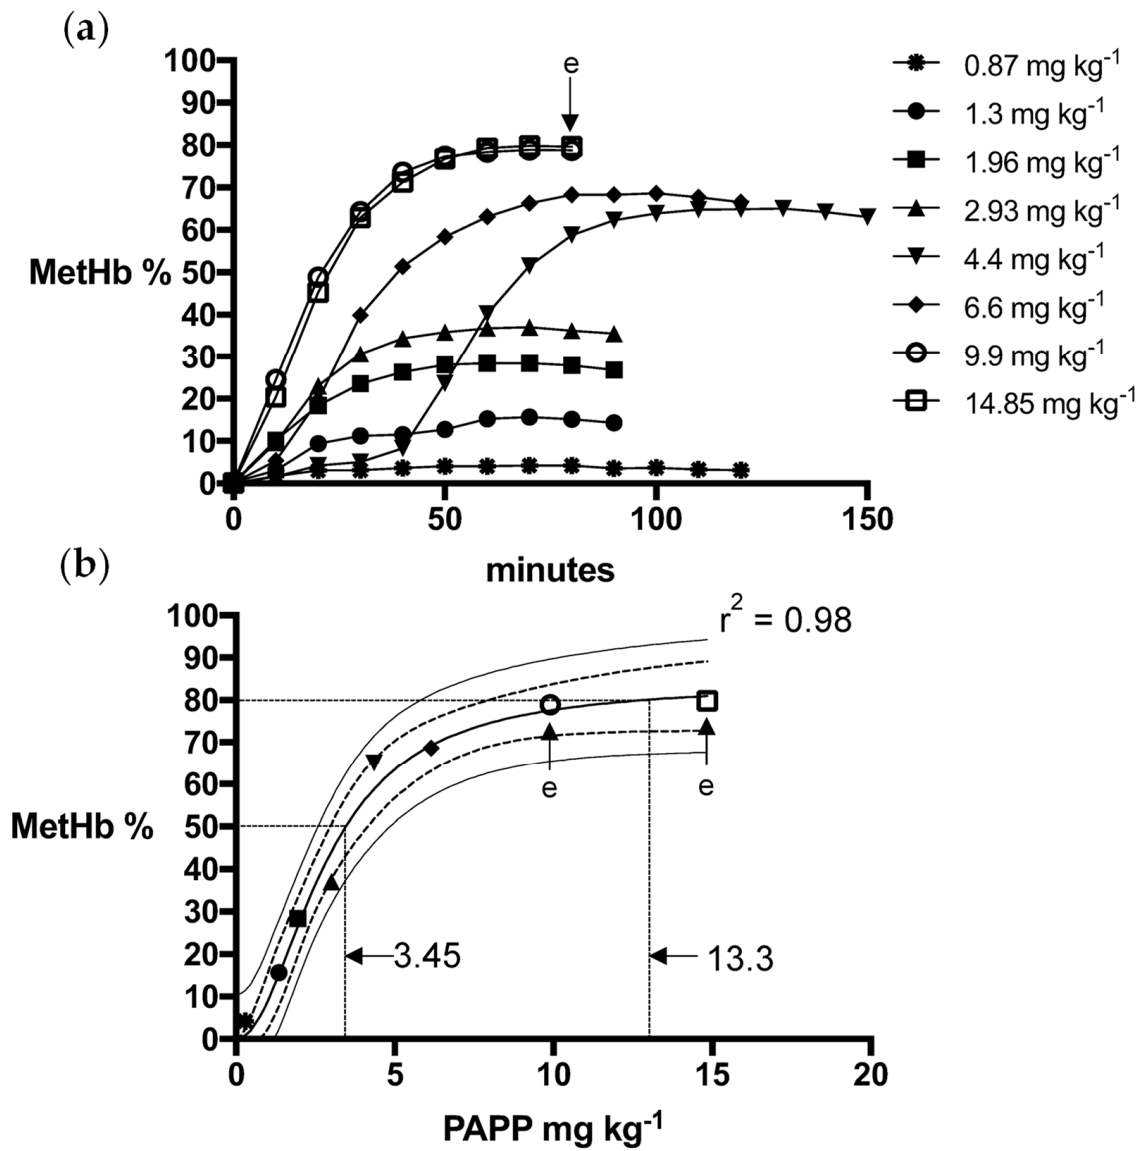 (a)
100
90
80
70
60
50
40
30
20
10
0
MetHb %
e
0 50 100 150
minutes
0.87 mg kg-1
1.3 mg kg-1
1.96 mg kg-1
2.93 mg kg-1
4.4 mg kg-1
6.6 mg kg-1
9.9 mg kg-1
14.85 mg kg-1
(b)
100
90
80
70
60
50
40
30
20
10
0
MetHb %
r2 = 0.98
e
e
3.45
13.3
0 5 10 15 20
PAPP mg kg-1